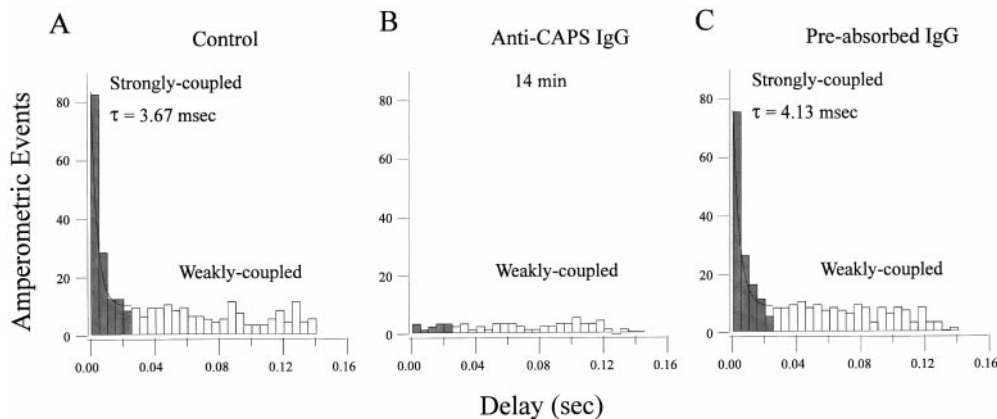 A
Control
Strongly-coupled
τ = 3.67 msec
Weakly-coupled
80
60
40
20
0
0.00 0.04 0.08 0.12 0.16
B
Anti-CAPS IgG
14 min
Weakly-coupled
80
60
40
20
0
0.00 0.04 0.08 0.12 0.16
C
Pre-absorbed IgG
Strongly-coupled
τ = 4.13 msec
Weakly-coupled
80
60
40
20
0
0.00 0.04 0.08 0.12 0.16
Amperometric Events
Delay (sec)